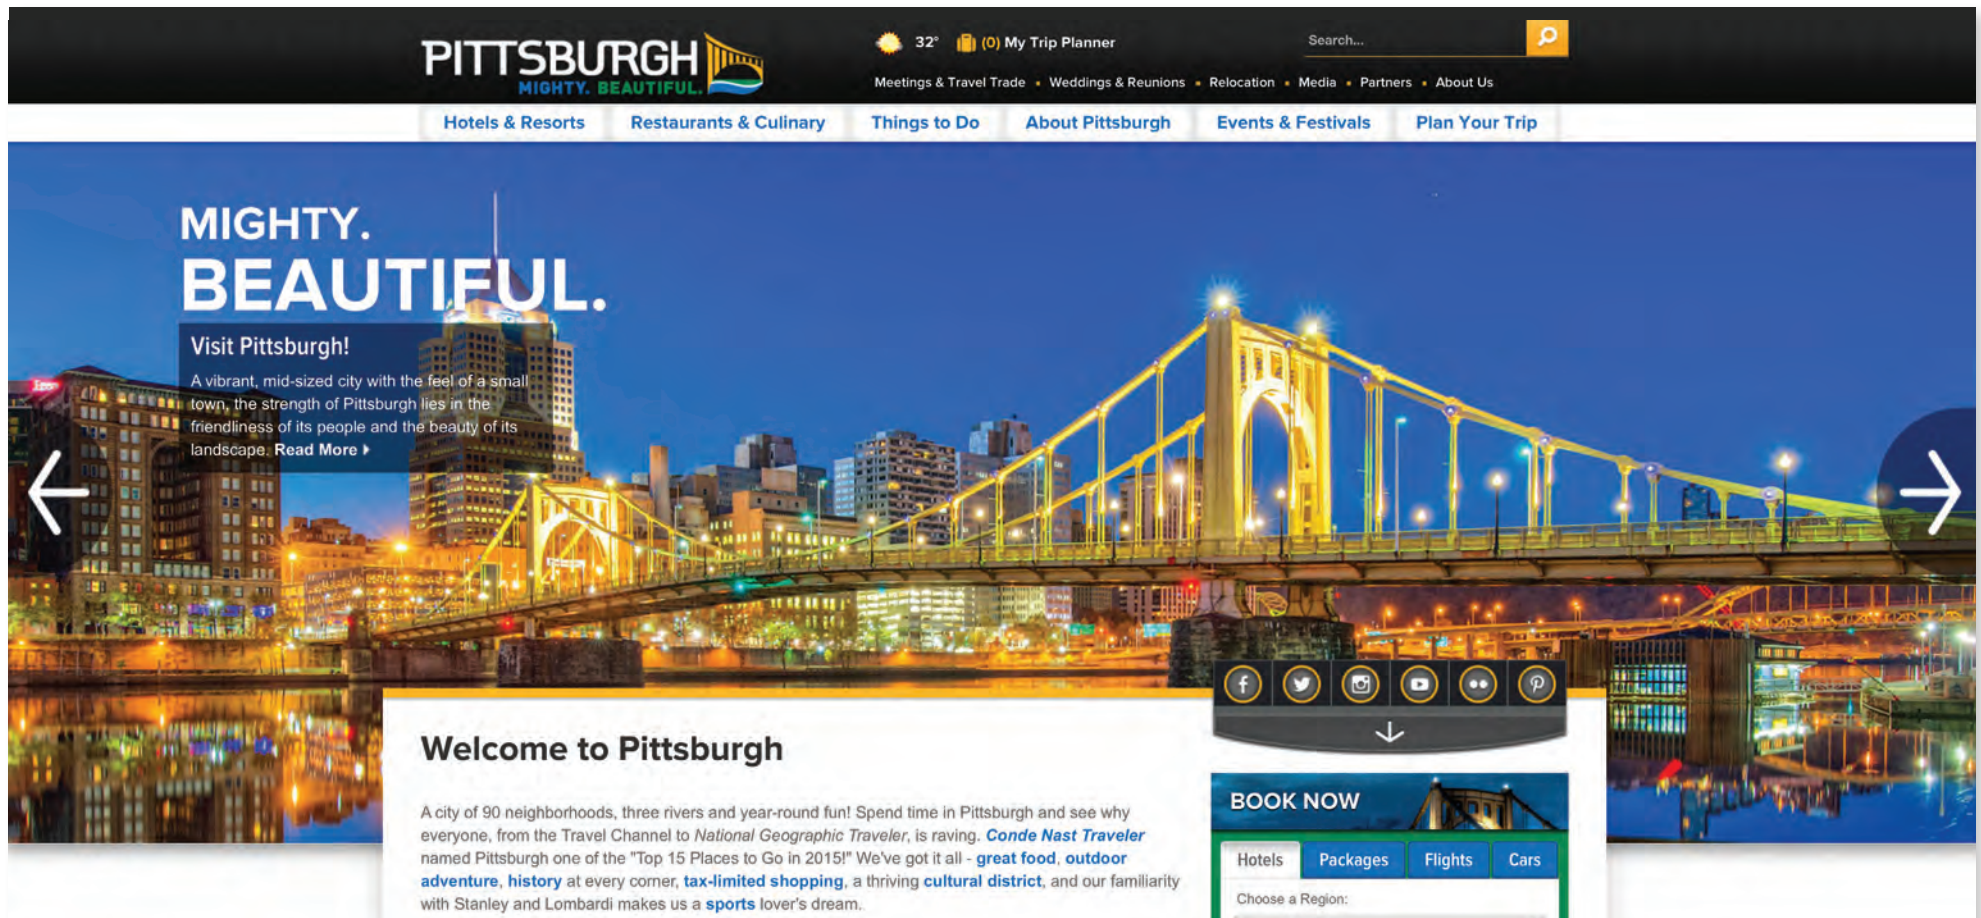 PITTSBURGH
MIGHTY. BEAUTIFUL.
32° (0) My Trip Planner
Search...
Meetings & Travel Trade ▪ Weddings & Reunions ▪ Relocation ▪ Media ▪ Partners ▪ About Us
Hotels & Resorts Restaurants & Culinary Things to Do About Pittsburgh Events & Festivals Plan Your Trip
MIGHTY.
BEAUTIFUL.
Visit Pittsburgh!
A vibrant, mid-sized city with the feel of a small
town, the strength of Pittsburgh lies in the
friendliness of its people and the beauty of its
landscape. Read More
Welcome to Pittsburgh
A city of 90 neighborhoods, three rivers and year-round fun! Spend time in Pittsburgh and see why
everyone, from the Travel Channel to National Geographic Traveler, is raving. Conde Nast Traveler
named Pittsburgh one of the "Top 15 Places to Go in 2015!" We've got it all - great food, outdoor
adventure, history at every corner, tax-limited shopping, a thriving cultural district, and our familiarity
with Stanley and Lombardi makes us a sports lover's dream.
BOOK NOW
Hotels Packages Flights Cars
Choose a Region: